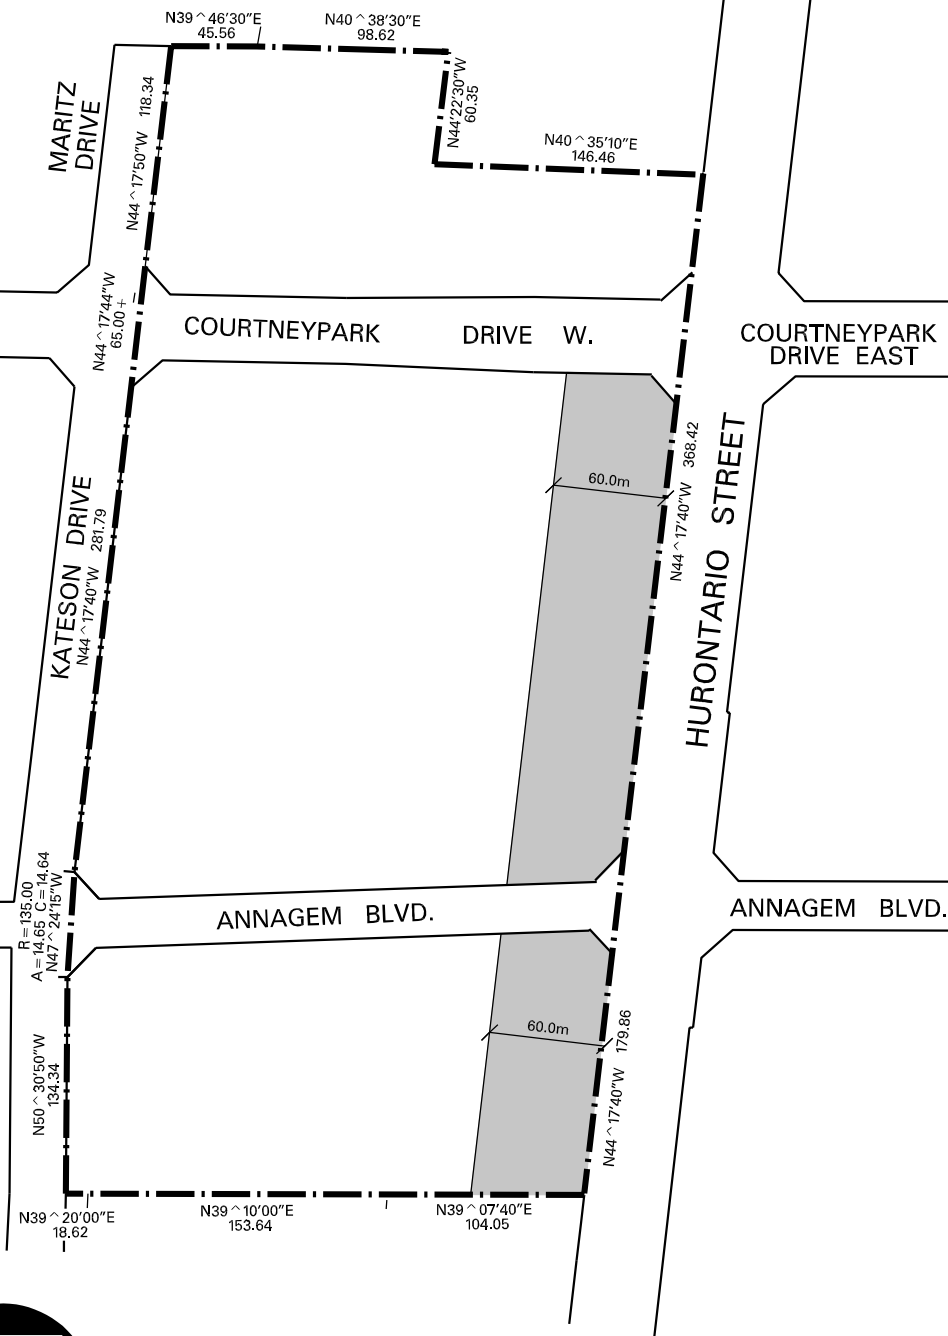 N39^46'30"E
45.56
N40^38'30"E
98.62
MARITZ
DRIVE
N44^17'50"W 118.34
N44'22'30"W
60.35
N40^35'10"E
146.46
N44^17'44"W
65.00+
COURTNEYPARK DRIVE W.
COURTNEYPARK
DRIVE EAST
60.0m
N44^17'40"W 368.42
HURONTARIO STREET
KATESON DRIVE
N44^17'40"W 281.79
R=135.00
A=14.65 C=14.64
N47^24'15"W
ANNAGEM BLVD.
ANNAGEM BLVD.
60.0m
N44^17'40"W 179.86
N50^30'50"W
134.34
N39^20'00"E
18.62
N39^10'00"E
153.64
N39^07'40"E
104.05